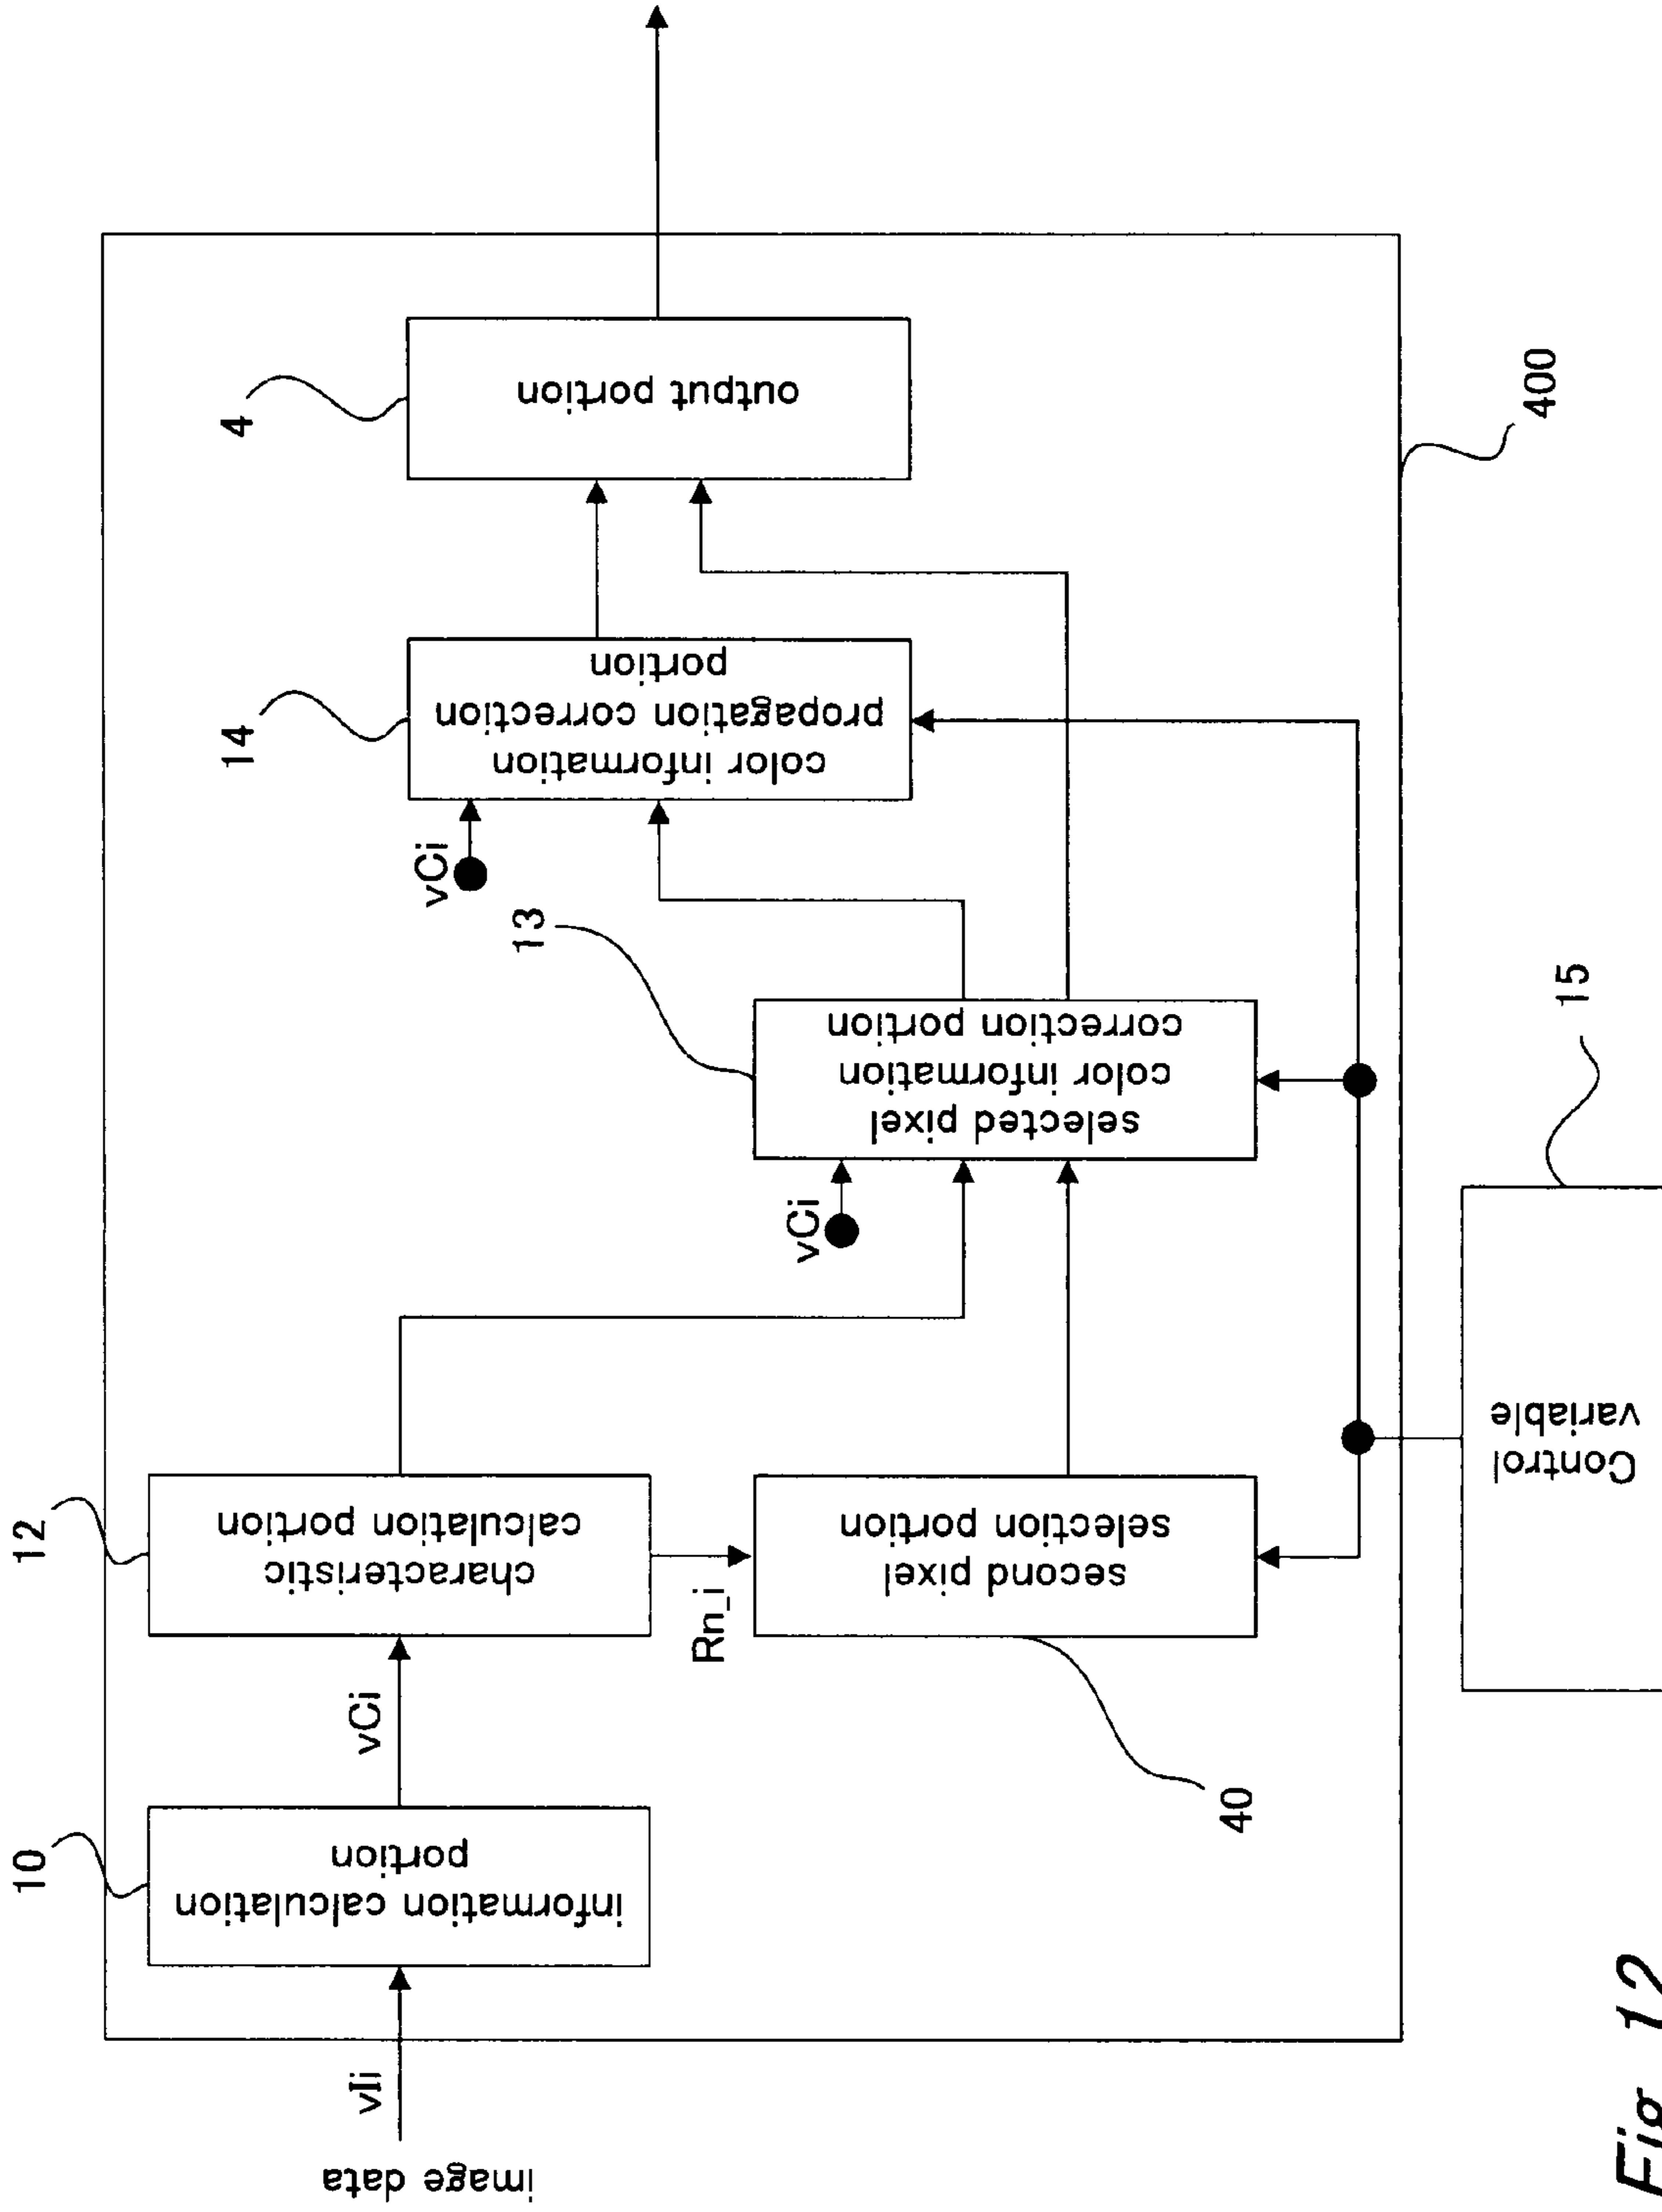 image data
vIi
10
information calculation
portion
vCi
12
characteristic
calculation portion
Rn_i
second pixel
selection portion
40
vCi
13
selected pixel
color information
correction portion
vCi
14
color information
propagation correction
portion
4
output portion
400
15
Control
variable
Fig. 12